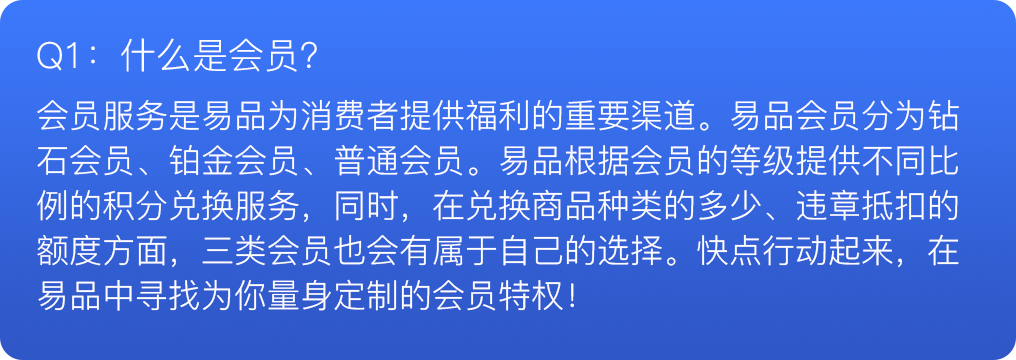 Q1：什么是会员？
会员服务是易品为消费者提供福利的重要渠道。易品会员分为钻
石会员、铂金会员、普通会员。易品根据会员的等级提供不同比
例的积分兑换服务，同时，在兑换商品种类的多少、违章抵扣的
额度方面，三类会员也会有属于自己的选择。快点行动起来，在
易品中寻找为你量身定制的会员特权！